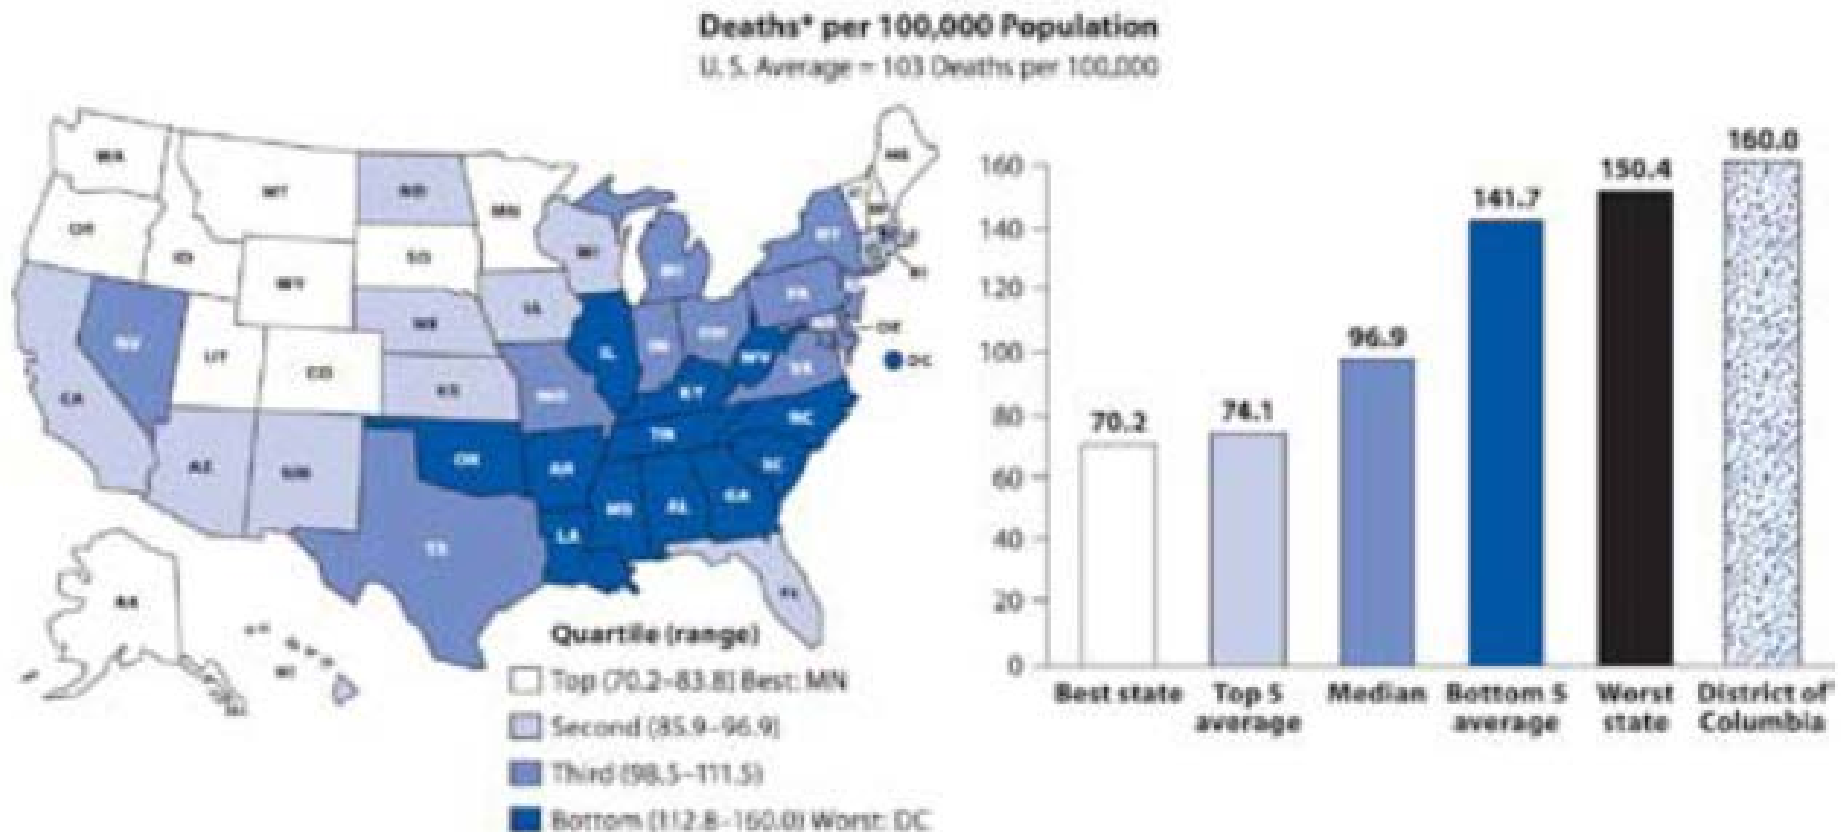 Deaths* per 100,000 Population
U. S. Average = 103 Deaths per 100,000
WA
MT
ND
MN
OR
ID
WY
SD
WI
MI
NY
ME
IA
NE
PA
NV
UT
CO
KS
MO
IL
IN
OH
WV
VA
KY
DC
CA
AZ
NM
OK
AR
TN
NC
SC
MS
AL
GA
LA
TX
FL
Quartile (range)
Top (70.2–83.8) Best: MN
Second (85.9–96.9)
Third (98.5–111.5)
Bottom (112.8–160.0) Worst: DC
160
140
120
100
80
60
40
20
0
70.2
74.1
96.9
141.7
150.4
160.0
Best state
Top 5
average
Median
Bottom 5
average
Worst
state
District of
Columbia